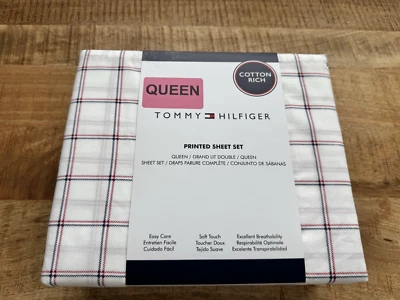 COTTON
RICH
QUEEN
TOMMY HILFIGER
PRINTED SHEET SET
QUEEN / GRAND LIT DOUBLE / QUEEN
SHEET SET / DRAPS PARURE COMPLÈTE / CONJUNTO DE SÁBANAS
Easy Care Soft Touch Excellent Breathability
Entretien Facile Toucher Doux Respirabilité Optimale
Cuidado Fácil Tejido Suave Excelente Transpirabilidad